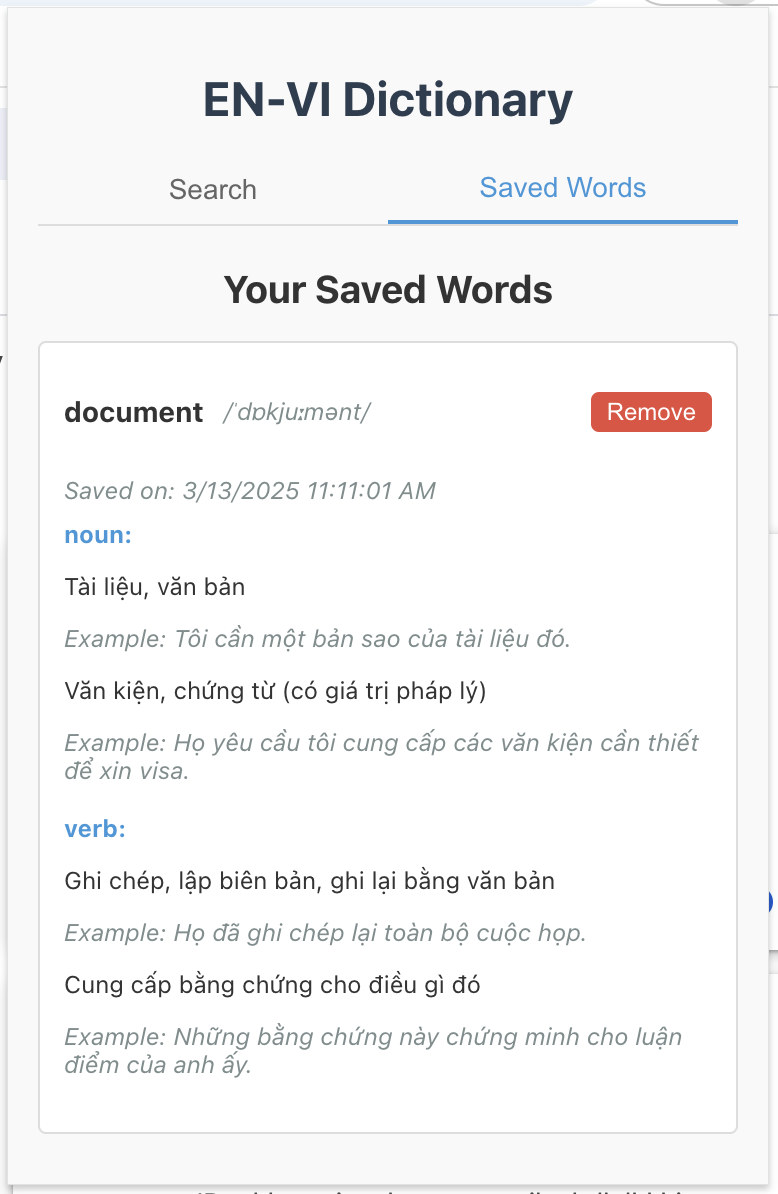 EN-VI Dictionary
Search
Saved Words
Your Saved Words
document /ˈdɒkjuːmənt/
Remove
Saved on: 3/13/2025 11:11:01 AM
noun:
Tài liệu, văn bản
Example: Tôi cần một bản sao của tài liệu đó.
Văn kiện, chứng từ (có giá trị pháp lý)
Example: Họ yêu cầu tôi cung cấp các văn kiện cần thiết
để xin visa.
verb:
Ghi chép, lập biên bản, ghi lại bằng văn bản
Example: Họ đã ghi chép lại toàn bộ cuộc họp.
Cung cấp bằng chứng cho điều gì đó
Example: Những bằng chứng này chứng minh cho luận
điểm của anh ấy.